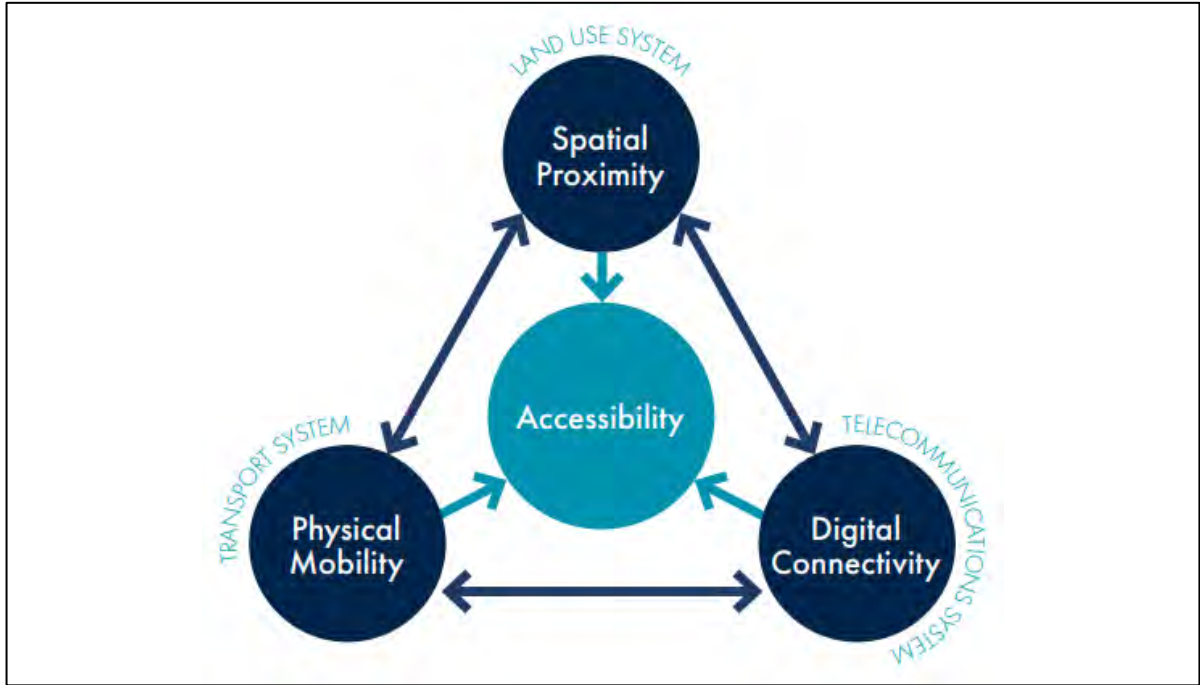 LAND USE SYSTEM
Spatial
Proximity
Accessibility
TRANSPORT SYSTEM
Physical
Mobility
TELECOMMUNICATIONS SYSTEM
Digital
Connectivity